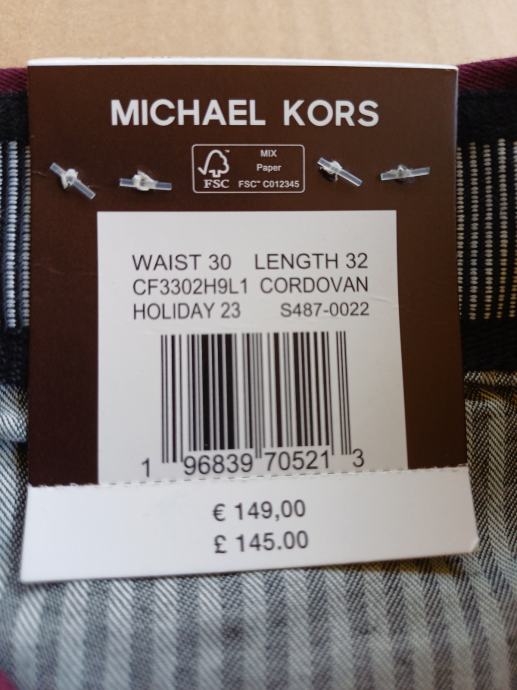 MICHAEL KORS
FSC
MIX
Paper
FSC™ C012345
WAIST 30 LENGTH 32
CF3302H9L1 CORDOVAN
HOLIDAY 23 S487-0022
1 96839 70521 3
€ 149,00
£ 145.00